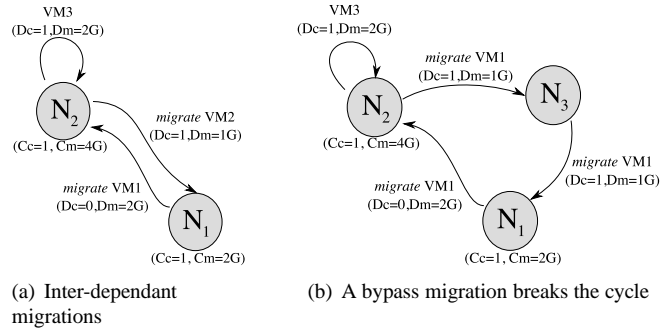 VM3
(Dc=1,Dm=2G)
N2
(Cc=1, Cm=4G)
migrate VM2
(Dc=1,Dm=1G)
migrate VM1
(Dc=0,Dm=2G)
N1
(Cc=1, Cm=2G)
(a) Inter-dependant
migrations
VM3
(Dc=1,Dm=2G)
N2
(Cc=1, Cm=4G)
migrate VM1
(Dc=1,Dm=1G)
N3
migrate VM1
(Dc=1,Dm=1G)
migrate VM1
(Dc=0,Dm=2G)
N1
(Cc=1, Cm=2G)
(b) A bypass migration breaks the cycle